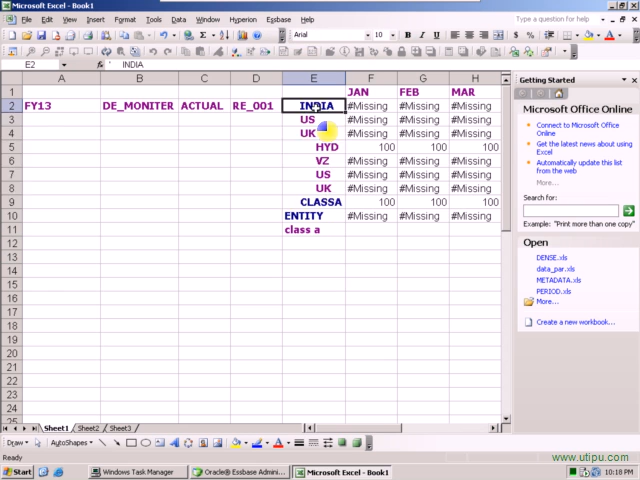 Microsoft Excel - Book1
File Edit View Insert Format Tools Data Window Hyperion Essbase Help
Type a question for help
Arial 10 B I U
E2 ' INDIA
A B C D E F G H
1 JAN FEB MAR
2 FY13 DE_MONITER ACTUAL RE_001 INDIA #Missing #Missing #Missing
3 US #Missing #Missing #Missing
4 UK #Missing #Missing #Missing
5 HYD 100 100 100
6 VZ #Missing #Missing #Missing
7 US #Missing #Missing #Missing
8 UK #Missing #Missing #Missing
9 CLASSA 100 100 100
10 ENTITY #Missing #Missing #Missing
11 class a
12
13
14
15
16
17
18
19
20
21
22
23
24
25
Getting Started
Microsoft Office Online
Connect to Microsoft Office Online
Get the latest news about using Excel
Automatically update this list from the web
More...
Search for:
Example: "Print more than one copy"
Open
DENSE.xls
data_par.xls
METADATA.xls
PERIOD.xls
More...
Create a new workbook...
Sheet1 Sheet2 Sheet3
Draw AutoShapes
Ready
www.utipu.com
Start Windows Task Manager Oracle® Essbase Admini... Microsoft Excel - Book1 10:18 PM